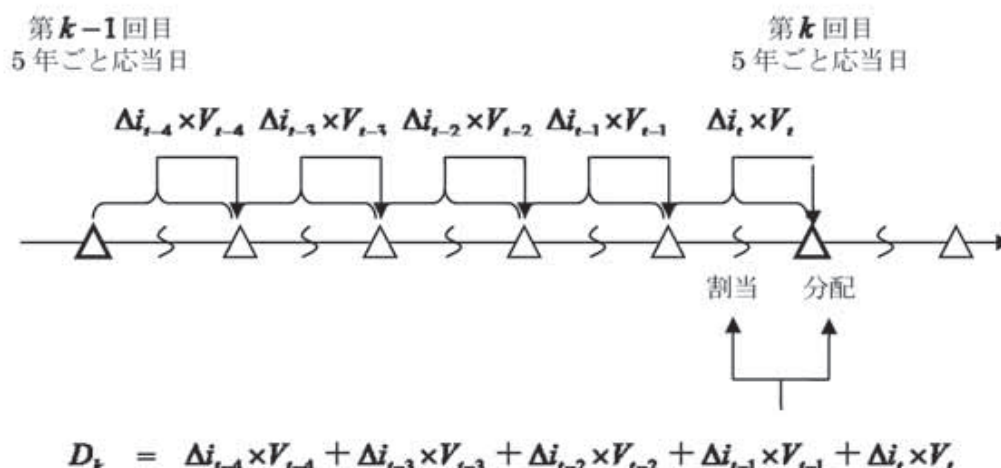 第k−1回目
5年ごと応当日
第k回目
5年ごと応当日
Δi_{t−4}×V_{t−4} Δi_{t−3}×V_{t−3} Δi_{t−2}×V_{t−2} Δi_{t−1}×V_{t−1} Δi_t×V_t
割当 分配
D_k = Δi_{t−4}×V_{t−4}+Δi_{t−3}×V_{t−3}+Δi_{t−2}×V_{t−2}+Δi_{t−1}×V_{t−1}+Δi_t×V_t